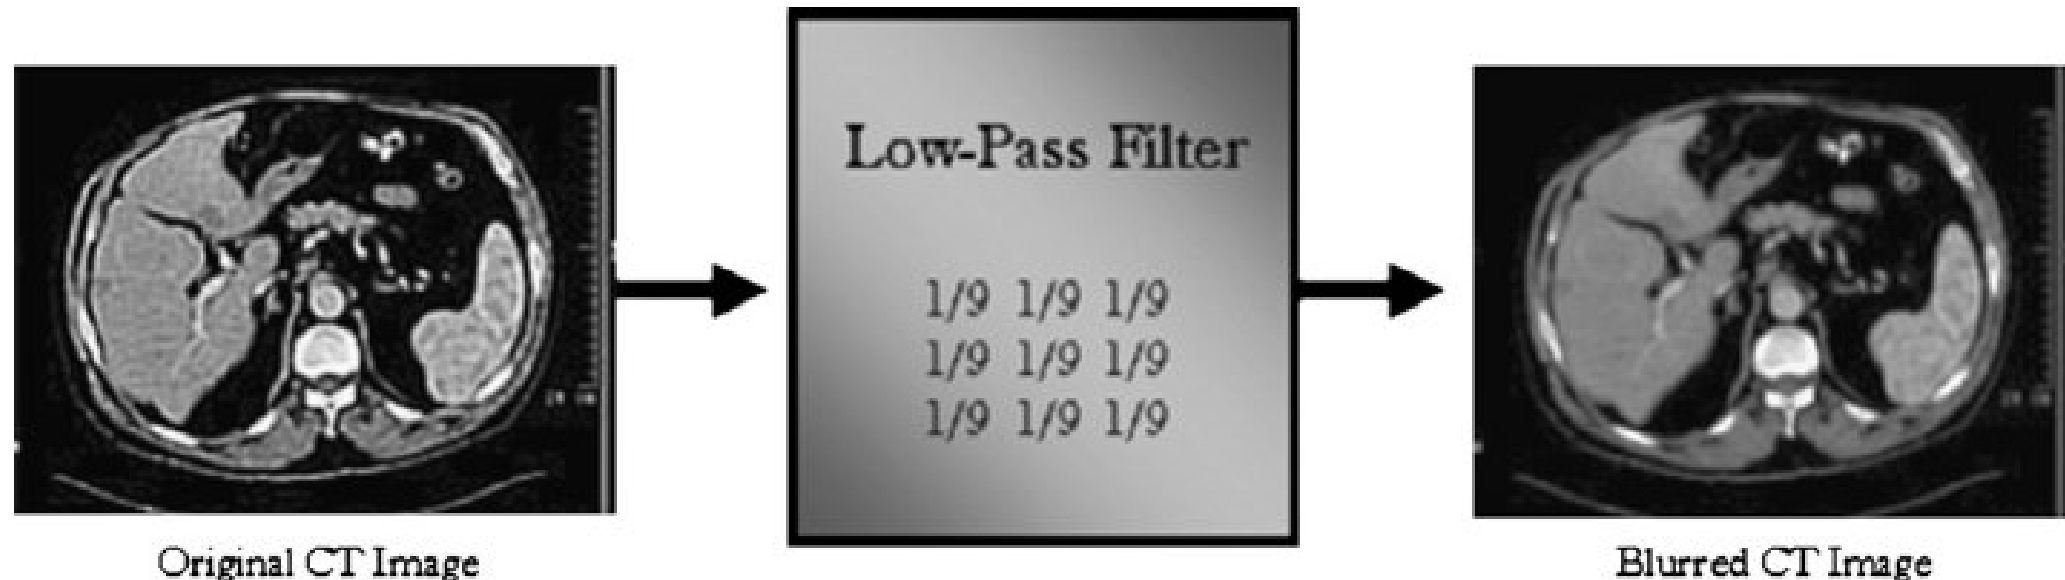 Low-Pass Filter
1/9 1/9 1/9
1/9 1/9 1/9
1/9 1/9 1/9
Original CT Image
Blurred CT Image